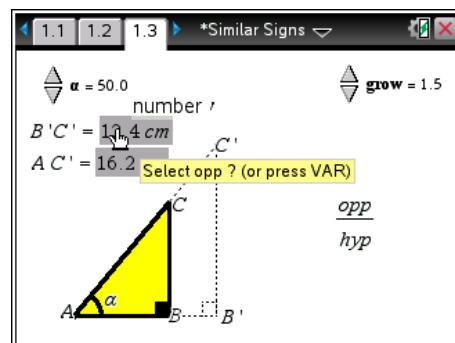 1.1 1.2 1.3 *Similar Signs
α = 50.0 grow = 1.5
number
B'C' = 12.4 cm
A C' = 16.2
Select opp ? (or press VAR)
C'
C
opp
hyp
α
A B B'